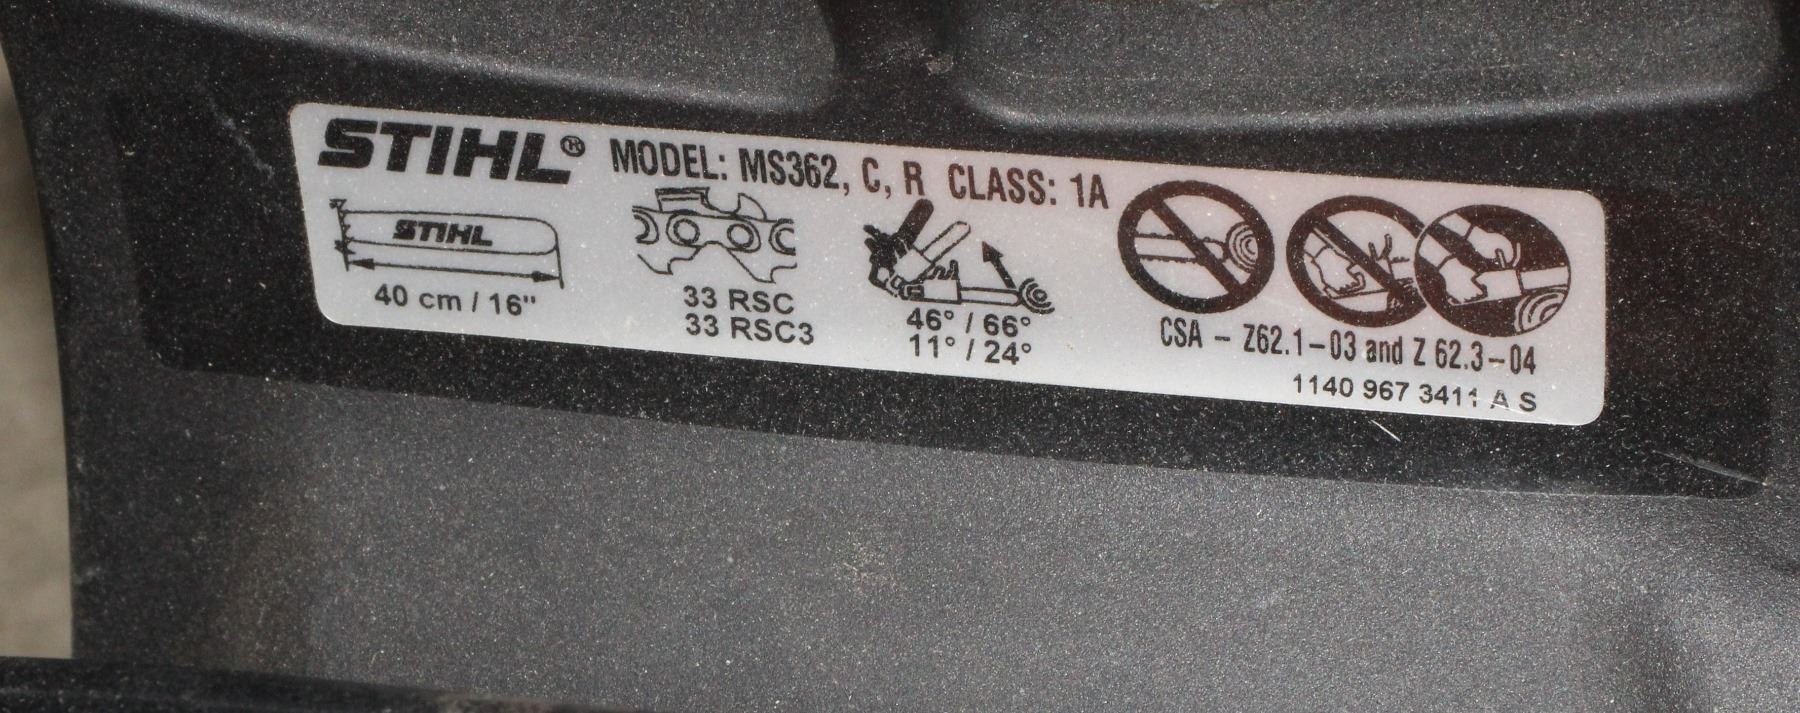 STIHL® MODEL: MS362, C, R CLASS: 1A
STIHL
40 cm / 16"
33 RSC
33 RSC3
46° / 66°
11° / 24°
CSA - Z62.1-03 and Z 62.3-04
1140 967 3411 A S